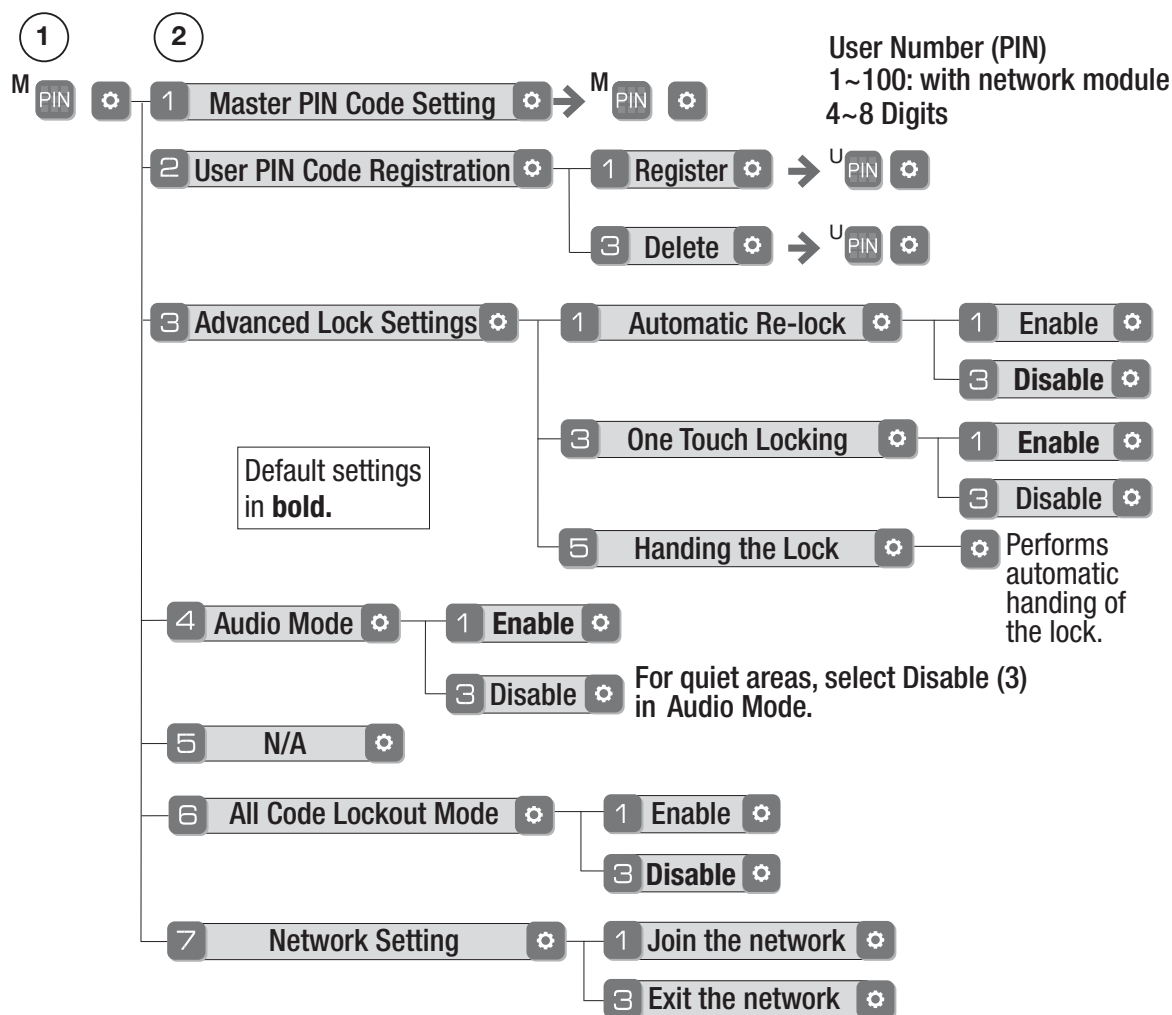 1
2
User Number (PIN)
1~100: with network module
4~8 Digits
M PIN
1 Master PIN Code Setting
M PIN
2 User PIN Code Registration
1 Register
U PIN
3 Delete
U PIN
3 Advanced Lock Settings
1 Automatic Re-lock
1 Enable
3 Disable
3 One Touch Locking
1 Enable
3 Disable
Default settings
in bold.
5 Handing the Lock
Performs
automatic
handing of
the lock.
4 Audio Mode
1 Enable
3 Disable
For quiet areas, select Disable (3)
in Audio Mode.
5 N/A
6 All Code Lockout Mode
1 Enable
3 Disable
7 Network Setting
1 Join the network
3 Exit the network